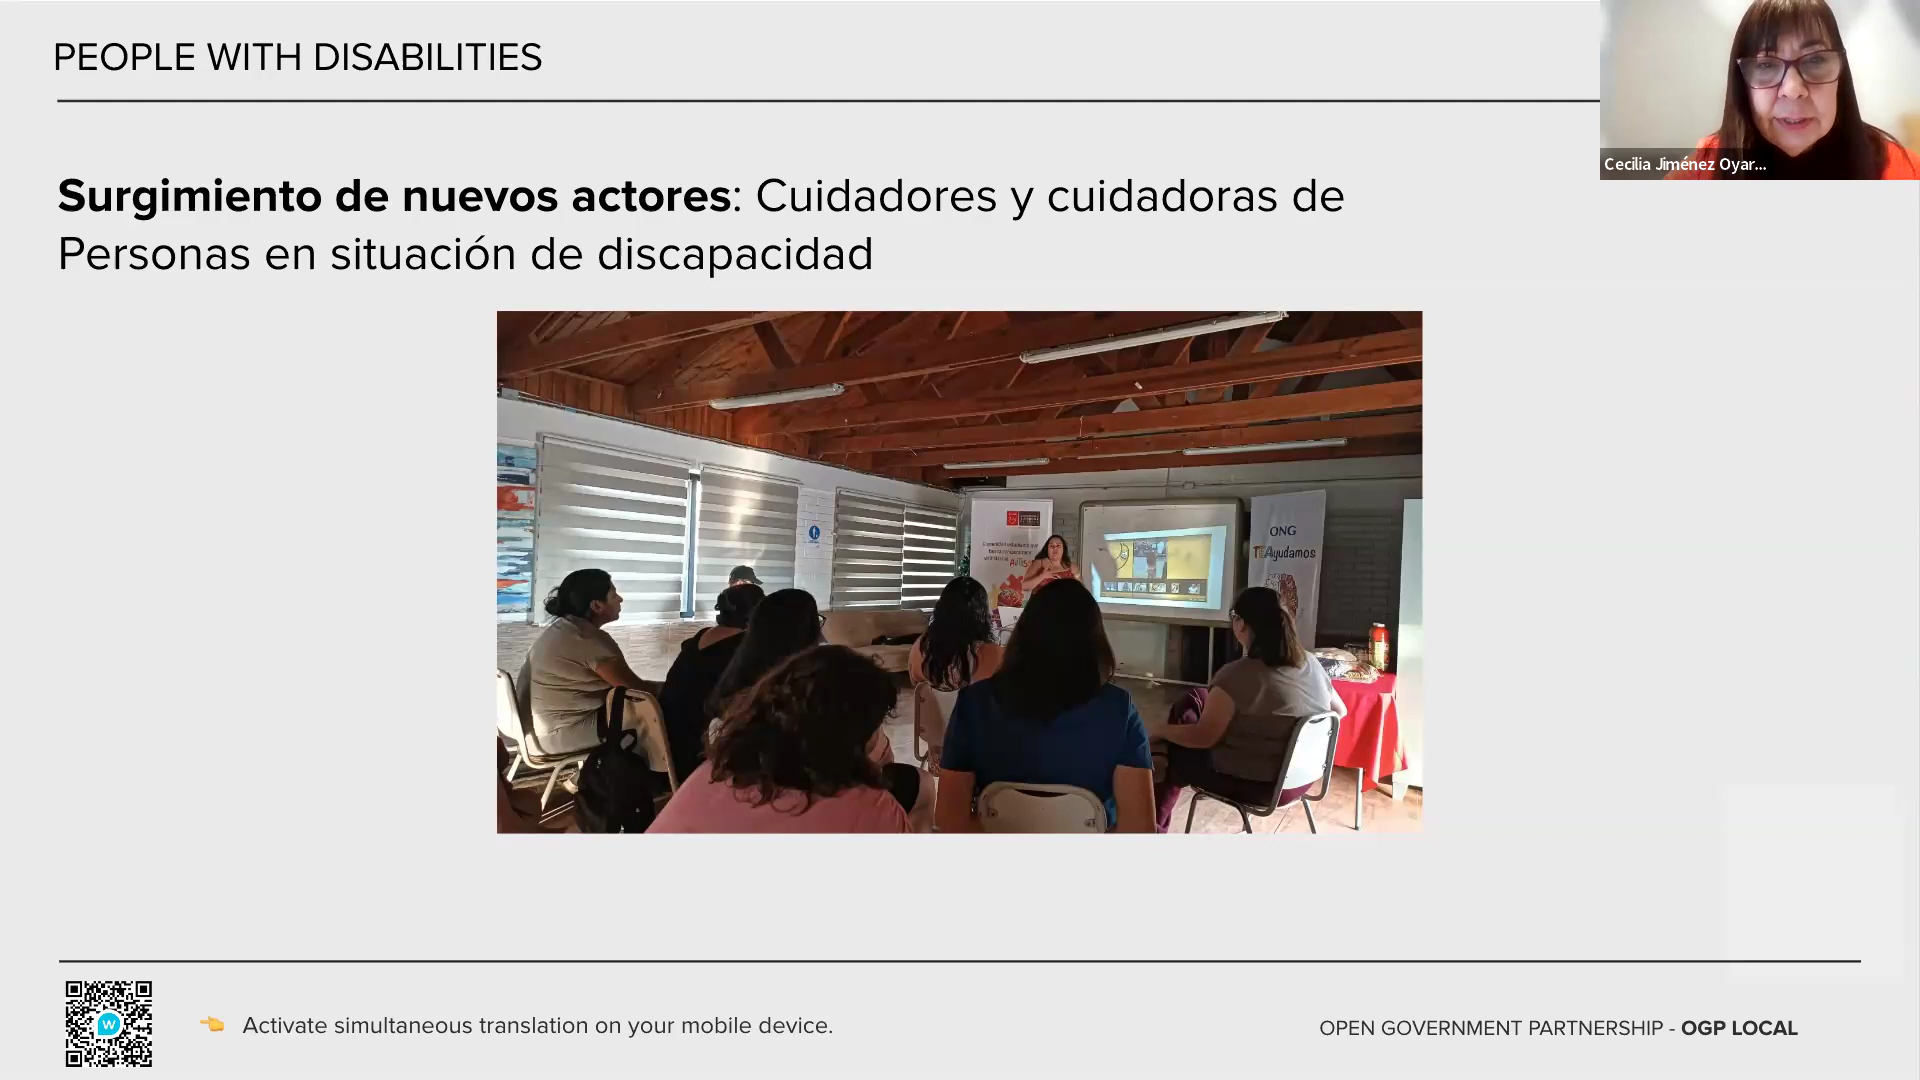 PEOPLE WITH DISABILITIES
Cecilia Jiménez Oyar...
Surgimiento de nuevos actores: Cuidadores y cuidadoras de
Personas en situación de discapacidad
ONG
TEAyudamos
Activate simultaneous translation on your mobile device.
OPEN GOVERNMENT PARTNERSHIP - OGP LOCAL